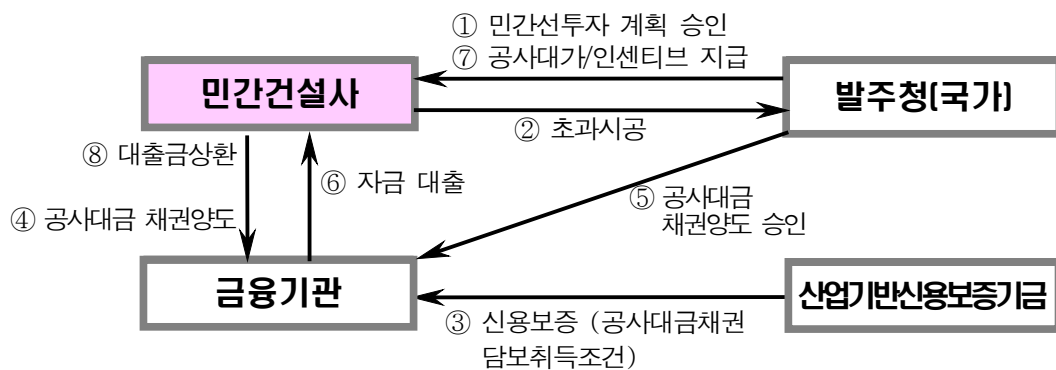 ① 민간선투자 계획 승인
⑦ 공사대가/인센티브 지급
민간건설사
발주청(국가)
② 초과시공
⑧ 대출금상환
⑥ 자금 대출
⑤ 공사대금
채권양도 승인
④ 공사대금 채권양도
금융기관
산업기반신용보증기금
③ 신용보증 (공사대금채권
담보취득조건)